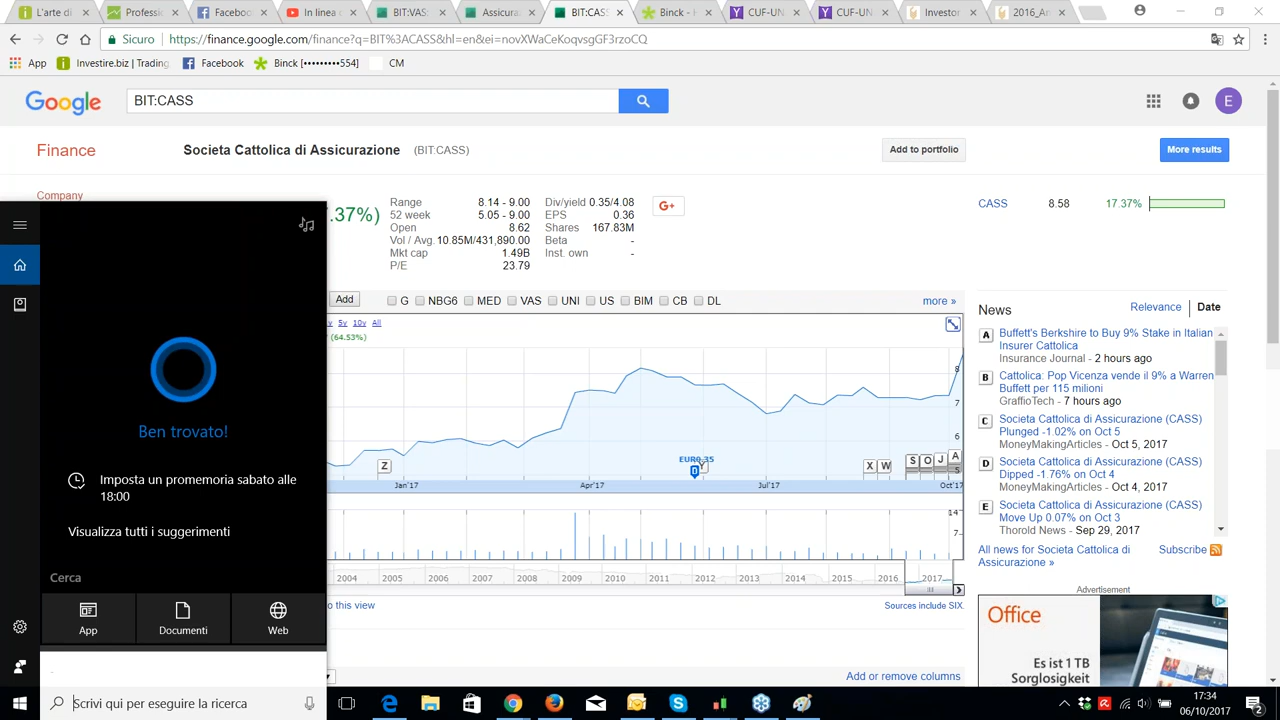 L'arte d
Professio
Facebook
In linea c
BIT:VAS
Assicura
BIT:CASS
Binck - H
CUF-UN
CUF-UN
Investor
2016_An
Sicuro
https://finance.google.com/finance?q=BIT%3ACASS&hl=en&ei=novXWaCeKoqvsgGF3rzoCQ
App
Investire.biz | Trading
Facebook
Binck [•••••••••554]
CM
Google
BIT:CASS
E
Finance
Societa Cattolica di Assicurazione (BIT:CASS)
Add to portfolio
More results
Company
.37%)
Range 8.14 - 9.00 Div/yield 0.35/4.08
52 week 5.05 - 9.00 EPS 0.36
Open 8.62 Shares 167.83M
Vol / Avg. 10.85M/431,890.00 Beta -
Mkt cap 1.49B Inst. own -
P/E 23.79
G+
CASS 8.58 17.37%
Add
G NBG6 MED VAS UNI US BIM CB DL
more »
5y 10y All
(64.53%)
8
7
6
5
EUR0.35
D
Z
Y
X W
S O J A
Jan'17 Apr'17 Jul'17 Oct'17
14
7
2004 2005 2006 2007 2008 2009 2010 2011 2012 2013 2014 2015 2016 2017
o this view
Sources include SIX
Add or remove columns
News
Relevance | Date
A Buffett's Berkshire to Buy 9% Stake in Italian
Insurer Cattolica
Insurance Journal - 2 hours ago
B Cattolica: Pop Vicenza vende il 9% a Warren
Buffett per 115 milioni
GraffioTech - 7 hours ago
C Societa Cattolica di Assicurazione (CASS)
Plunged -1.02% on Oct 5
MoneyMakingArticles - Oct 5, 2017
D Societa Cattolica di Assicurazione (CASS)
Dipped -1.76% on Oct 4
MoneyMakingArticles - Oct 4, 2017
E Societa Cattolica di Assicurazione (CASS)
Move Up 0.07% on Oct 3
Thorold News - Sep 29, 2017
All news for Societa Cattolica di
Assicurazione »
Subscribe
Advertisement
Office
Es ist 1 TB
Sorglosigkeit
Ben trovato!
Imposta un promemoria sabato alle
18:00
Visualizza tutti i suggerimenti
Cerca
App
Documenti
Web
Scrivi qui per eseguire la ricerca
17:34
06/10/2017
2